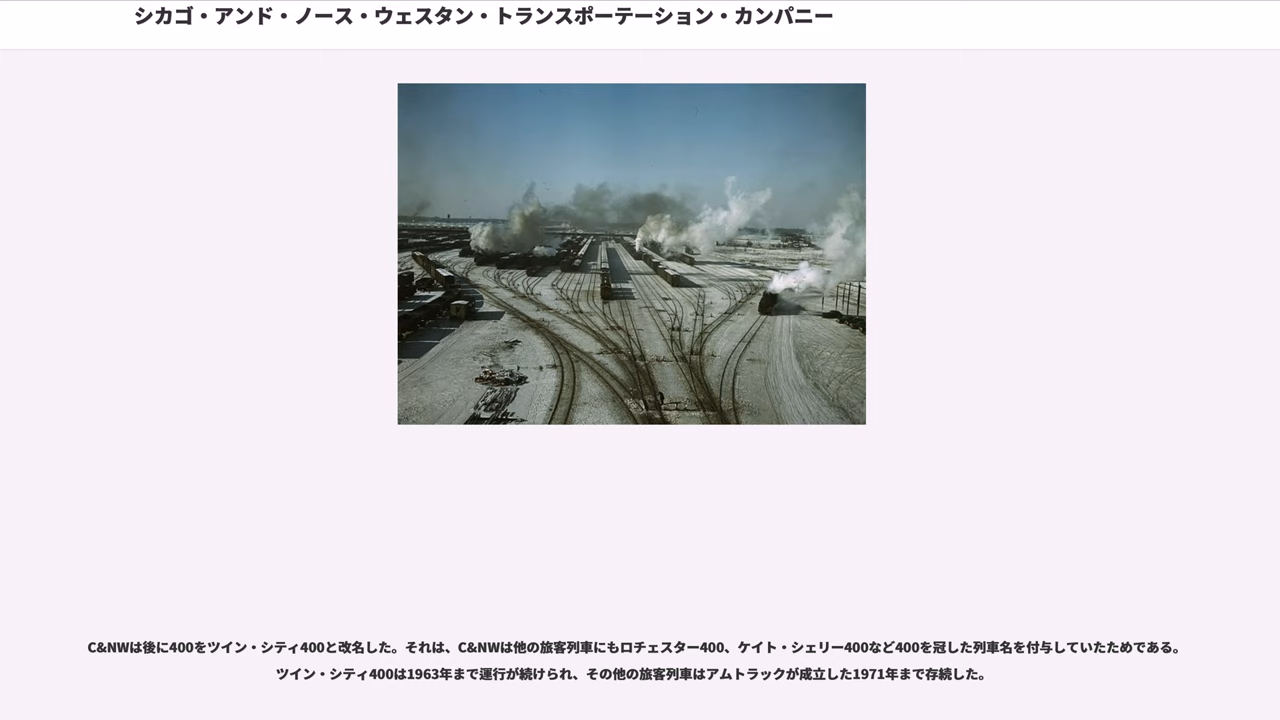 シカゴ・アンド・ノース・ウェスタン・トランスポーテーション・カンパニー
C&NWは後に400をツイン・シティ400と改名した。それは、C&NWは他の旅客列車にもロチェスター400、ケイト・シェリー400など400を冠した列車名を付与していたためである。
ツイン・シティ400は1963年まで運行が続けられ、その他の旅客列車はアムトラックが成立した1971年まで存続した。